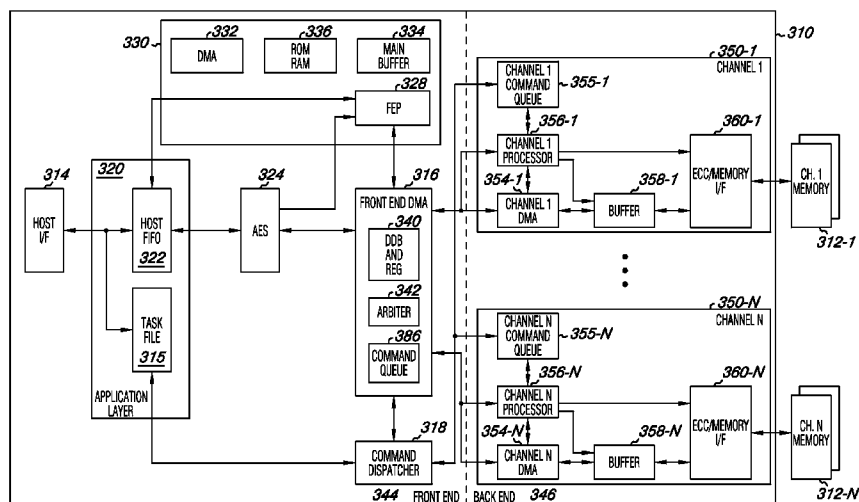 330
332
DMA
336
ROM
RAM
334
MAIN
BUFFER
328
FEP
310
350-1
CHANNEL 1
CHANNEL 1
COMMAND
QUEUE
355-1
356-1
CHANNEL 1
PROCESSOR
354-1
CHANNEL 1
DMA
358-1
BUFFER
360-1
ECC/MEMORY
I/F
CH. 1
MEMORY
312-1
314
HOST
I/F
320
HOST
FIFO
322
TASK
FILE
315
APPLICATION
LAYER
324
AES
316
FRONT END DMA
340
DDB
AND
REG
342
ARBITER
386
COMMAND
QUEUE
318
COMMAND
DISPATCHER
344 FRONT END
BACK END 346
350-N
CHANNEL N
CHANNEL N
COMMAND
QUEUE
355-N
356-N
CHANNEL N
PROCESSOR
354-N
CHANNEL N
DMA
358-N
BUFFER
360-N
ECC/MEMORY
I/F
CH. N
MEMORY
312-N